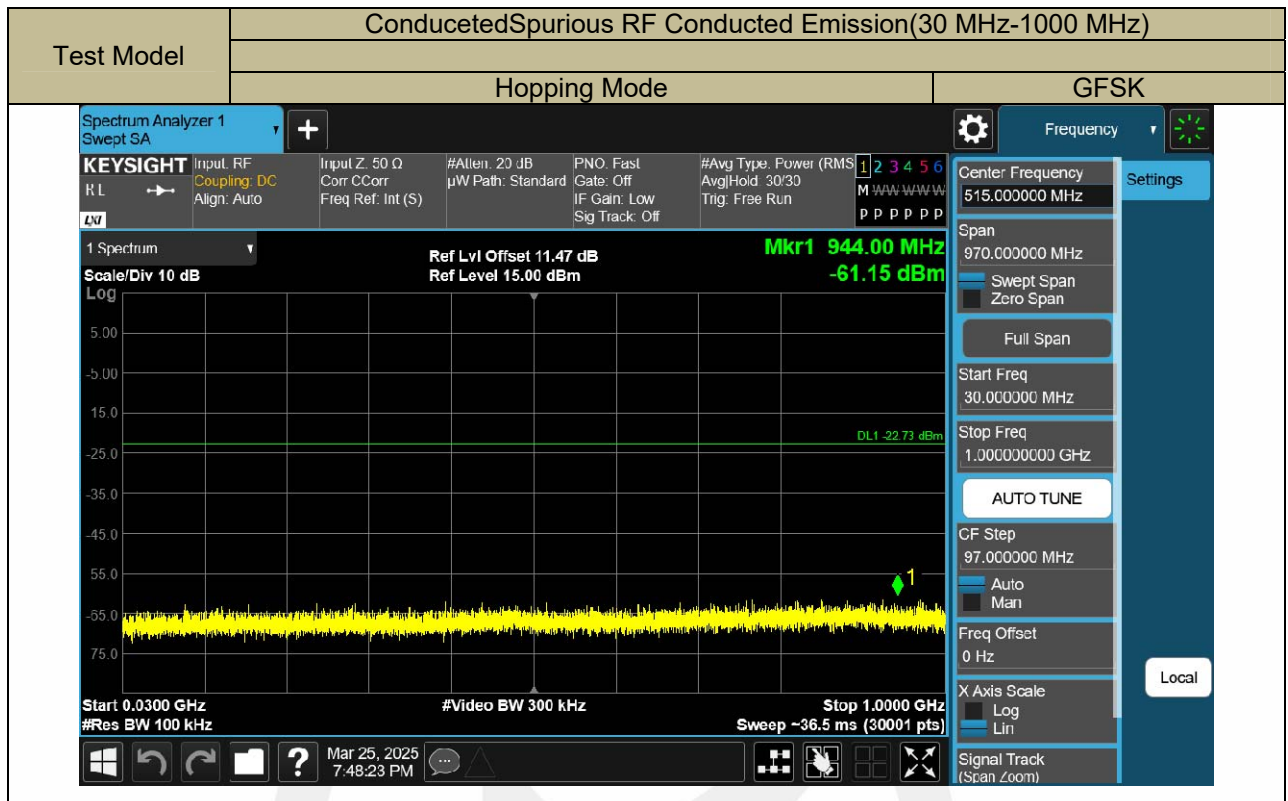 Test Model
ConducetedSpurious RF Conducted Emission(30 MHz-1000 MHz)
Hopping Mode
GFSK
Spectrum Analyzer 1
Swept SA
+
Frequency
KEYSIGHT
RL
LXI
Input: RF
Coupling: DC
Align: Auto
Input Z: 50 Ω
Corr CCorr
Freq Ref: Int (S)
#Atten: 20 dB
µW Path: Standard
PNO: Fast
Gate: Off
IF Gain: Low
Sig Track: Off
#Avg Type: Power (RMS
Avg|Hold: 30/30
Trig: Free Run
1 2 3 4 5 6
M W W W W W
P P P P P P
Center Frequency
515.000000 MHz
Settings
Span
970.000000 MHz
Swept Span
Zero Span
Full Span
Start Freq
30.000000 MHz
Stop Freq
1.000000000 GHz
AUTO TUNE
CF Step
97.000000 MHz
Auto
Man
Freq Offset
0 Hz
X Axis Scale
Log
Lin
Signal Track
(Span Zoom)
Local
1 Spectrum
Scale/Div 10 dB
Log
Ref Lvl Offset 11.47 dB
Ref Level 15.00 dBm
Mkr1 944.00 MHz
-61.15 dBm
5.00
-5.00
15.0
DL1 -22.73 dBm
-25.0
-35.0
-45.0
55.0
1
-65.0
75.0
Start 0.0300 GHz
#Res BW 100 kHz
#Video BW 300 kHz
Stop 1.0000 GHz
Sweep ~36.5 ms (30001 pts)
?
Mar 25, 2025
7:48:23 PM